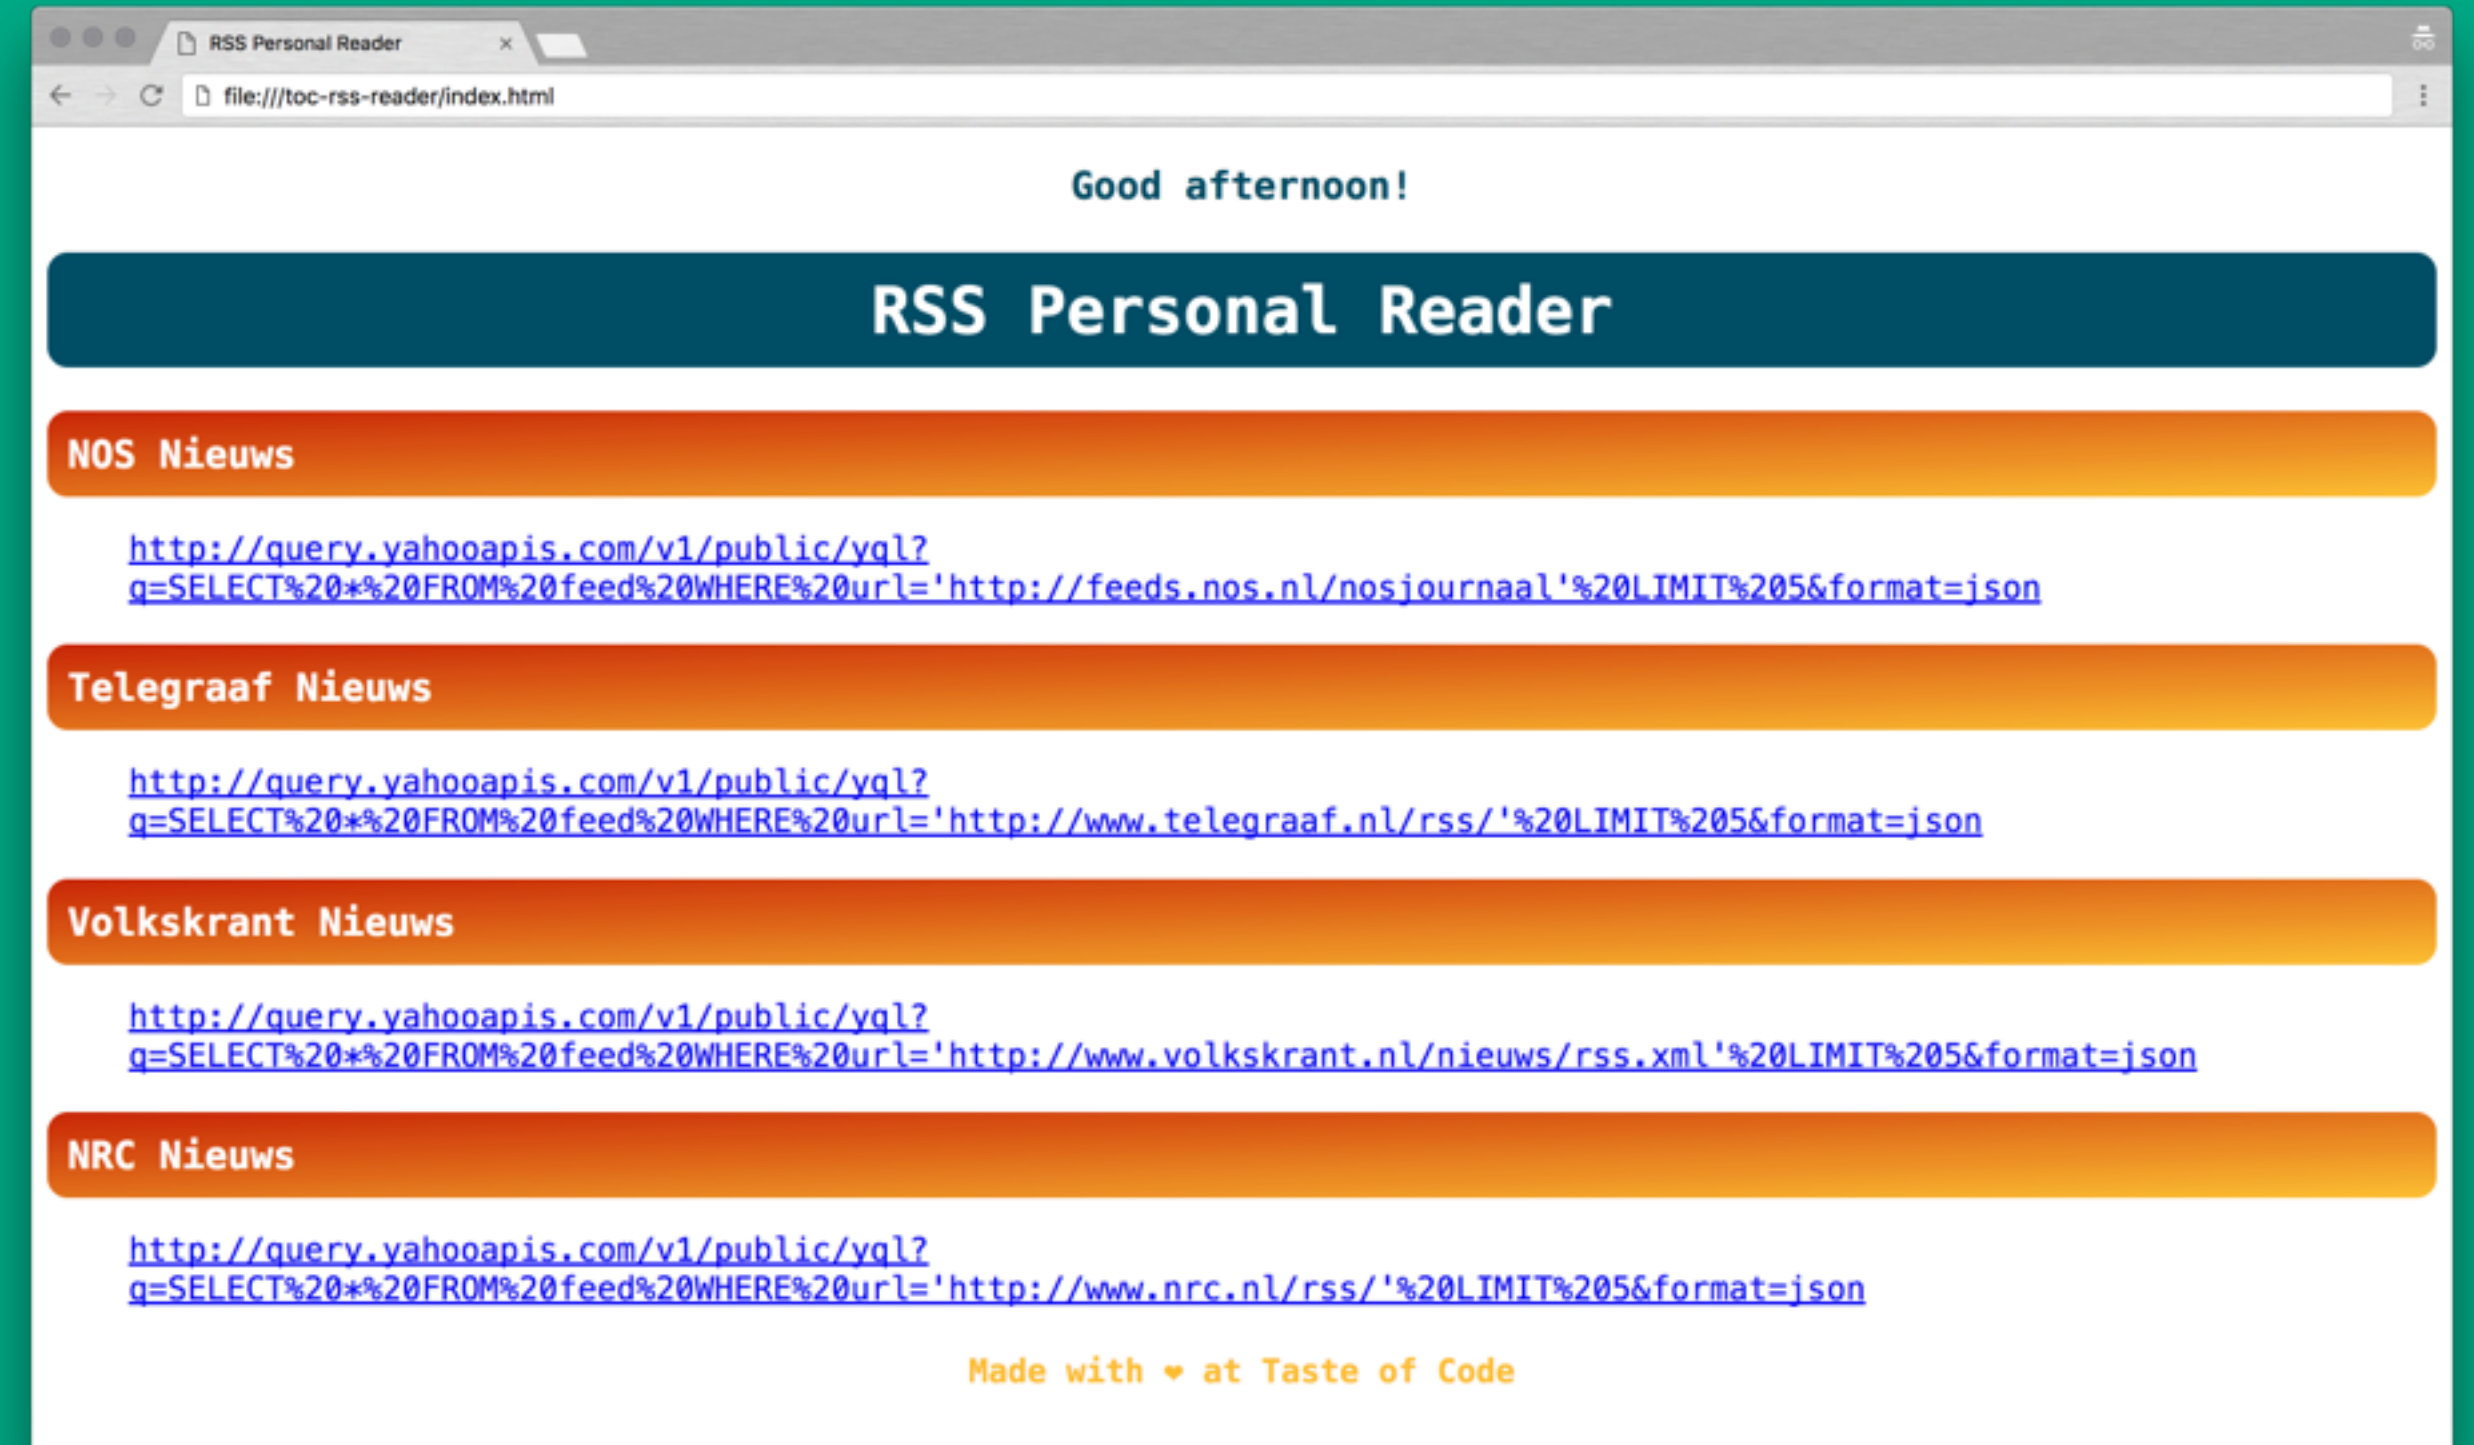 RSS Personal Reader
file:///toc-rss-reader/index.html
Good afternoon!
RSS Personal Reader
NOS Nieuws
http://query.yahooapis.com/v1/public/yql?
q=SELECT%20*%20FROM%20feed%20WHERE%20url='http://feeds.nos.nl/nosjournaal'%20LIMIT%205&format=json
Telegraaf Nieuws
http://query.yahooapis.com/v1/public/yql?
q=SELECT%20*%20FROM%20feed%20WHERE%20url='http://www.telegraaf.nl/rss/'%20LIMIT%205&format=json
Volkskrant Nieuws
http://query.yahooapis.com/v1/public/yql?
q=SELECT%20*%20FROM%20feed%20WHERE%20url='http://www.volkskrant.nl/nieuws/rss.xml'%20LIMIT%205&format=json
NRC Nieuws
http://query.yahooapis.com/v1/public/yql?
q=SELECT%20*%20FROM%20feed%20WHERE%20url='http://www.nrc.nl/rss/'%20LIMIT%205&format=json
Made with ❤ at Taste of Code